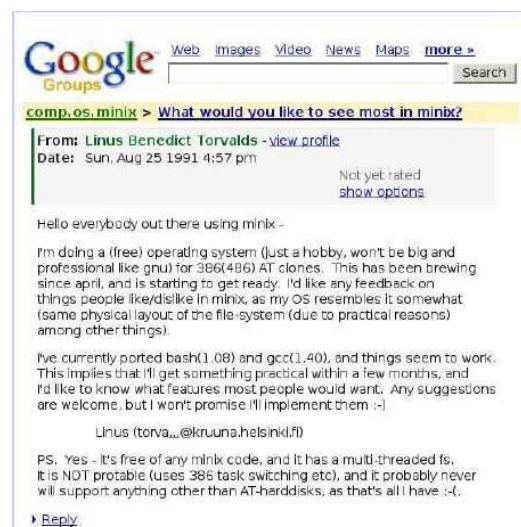 Google
Groups
Web Images Video News Maps more »
Search
comp.os.minix > What would you like to see most in minix?
From: Linus Benedict Torvalds - view profile
Date: Sun, Aug 25 1991 4:57 pm
Not yet rated
show options
Hello everybody out there using minix -
I'm doing a (free) operating system (just a hobby, won't be big and
professional like gnu) for 386(486) AT clones. This has been brewing
since april, and is starting to get ready. I'd like any feedback on
things people like/dislike in minix, as my OS resembles it somewhat
(same physical layout of the file-system (due to practical reasons)
among other things).
I've currently ported bash(1.08) and gcc(1.40), and things seem to work.
This implies that I'll get something practical within a few months, and
I'd like to know what features most people would want. Any suggestions
are welcome, but I won't promise I'll implement them :-)
Linus (torva...@kruuna.helsinki.fi)
PS. Yes - it's free of any minix code, and it has a multi-threaded fs.
It is NOT protable (uses 386 task switching etc), and it probably never
will support anything other than AT-harddisks, as that's all I have :-(.
Reply